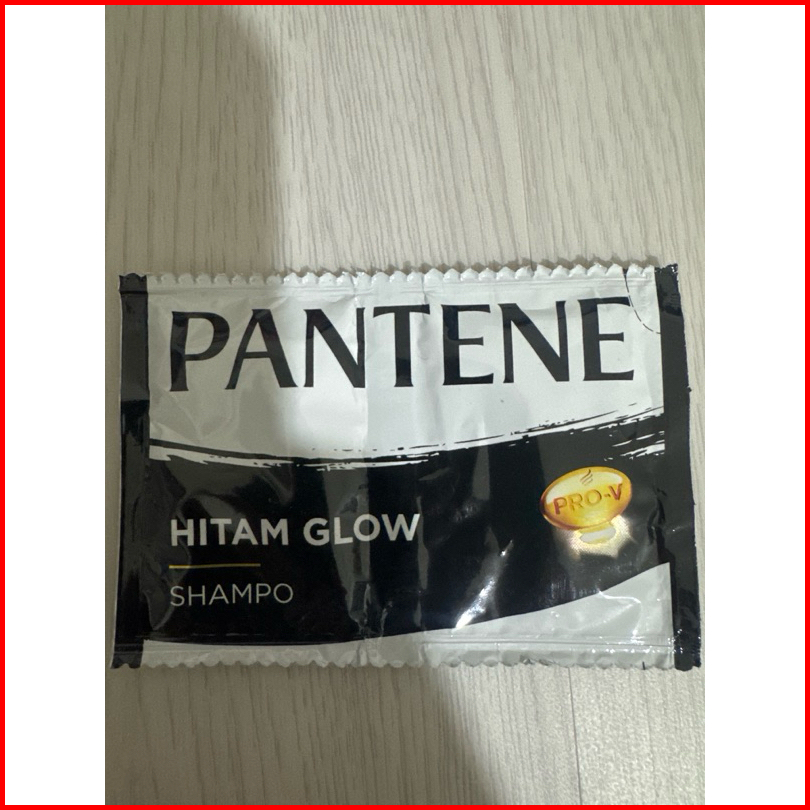 PANTENE
PRO-V
HITAM GLOW
SHAMPO